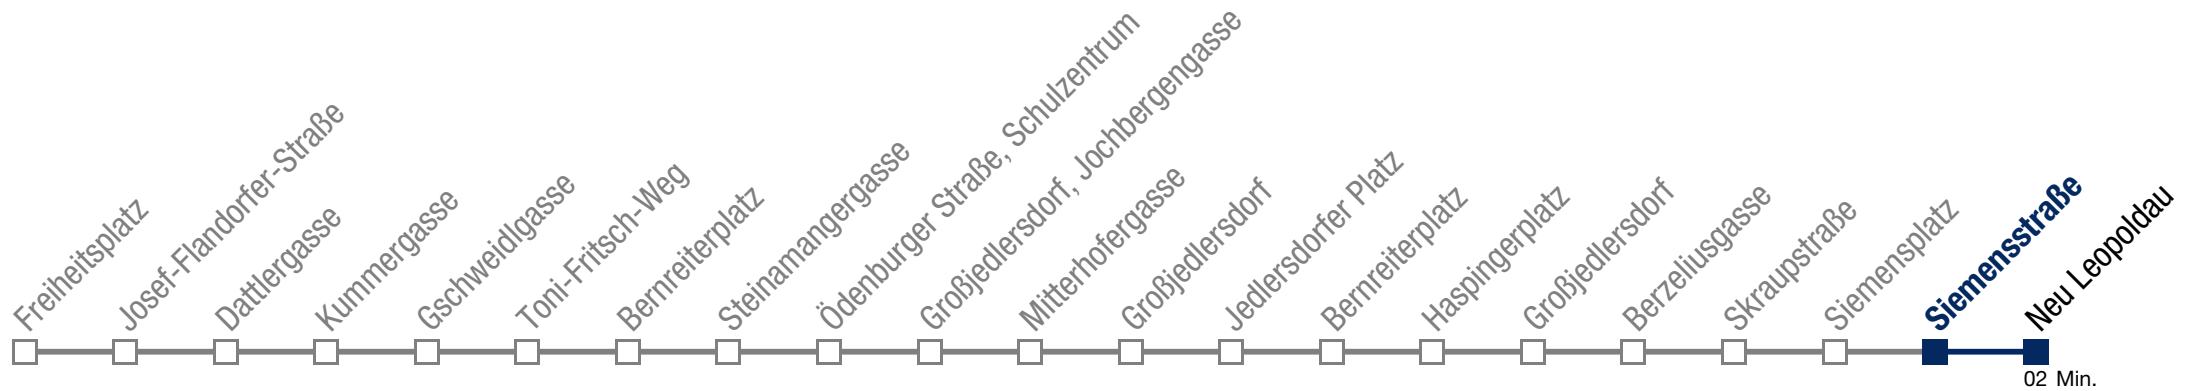 Freiheitsplatz
Josef-Flandorfer-Straße
Dattlergasse
Kummergasse
Gschweidlgasse
Toni-Fritsch-Weg
Bernreiterplatz
Steinamangergasse
Ödenburger Straße, Schulzentrum
Großjedlersdorf, Jochbergengasse
Mitterhofergasse
Großjedlersdorf
Jedlersdorfer Platz
Bernreiterplatz
Haspingerplatz
Großjedlersdorf
Berzeliusgasse
Skraupstraße
Siemensplatz
Siemensstraße
Neu Leopoldau
02 Min.